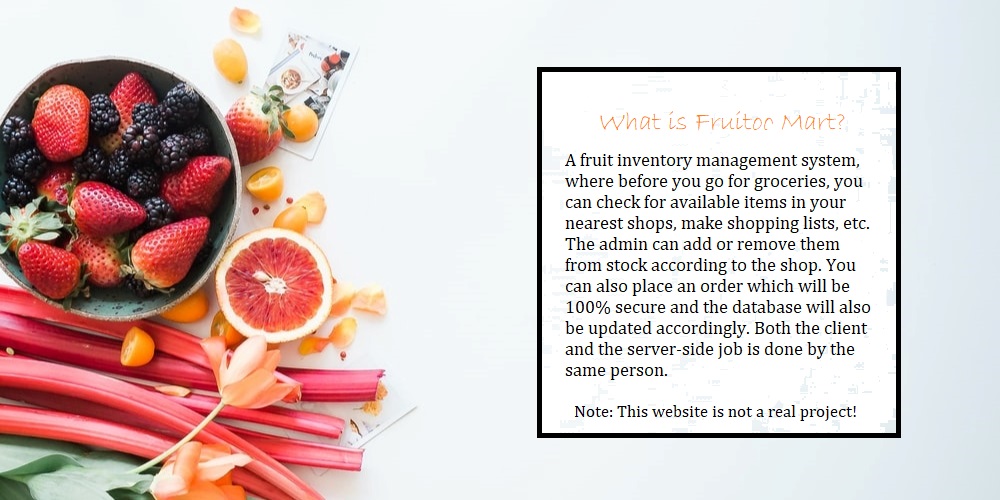 What is Fruitoc Mart?
A fruit inventory management system,
where before you go for groceries, you
can check for available items in your
nearest shops, make shopping lists, etc.
The admin can add or remove them
from stock according to the shop. You
can also place an order which will be
100% secure and the database will also
be updated accordingly. Both the client
and the server-side job is done by the
same person.
Note: This website is not a real project!